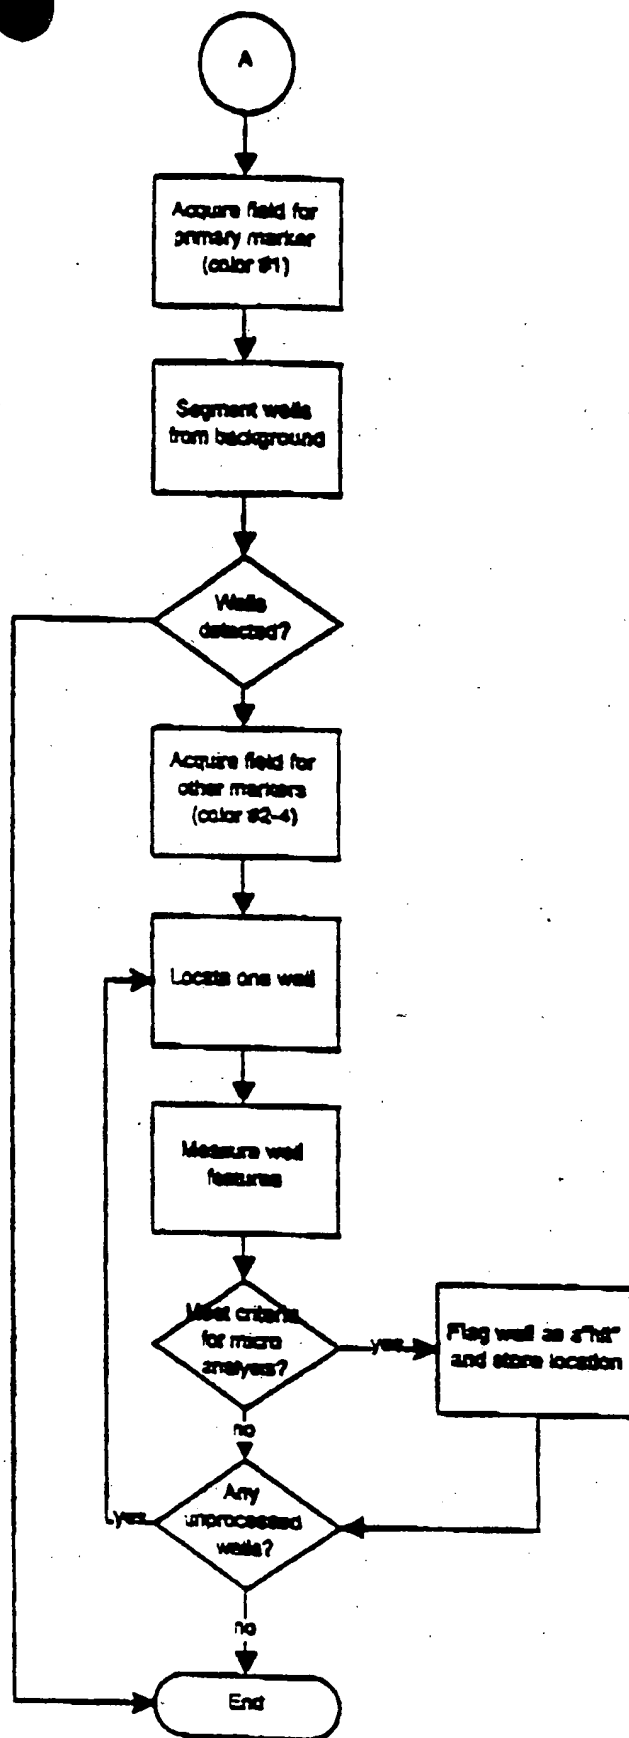 A
Acquire field for
primary marker
(color #1)
Segment wells
from background
Wells
detected?
Acquire field for
other markers
(color #2-4)
Locate one well
Measure well
features
Meet criteria
for micro
analysis?
yes
Flag well as a "hit"
and store location
no
Any
unprocessed
wells?
yes
no
End